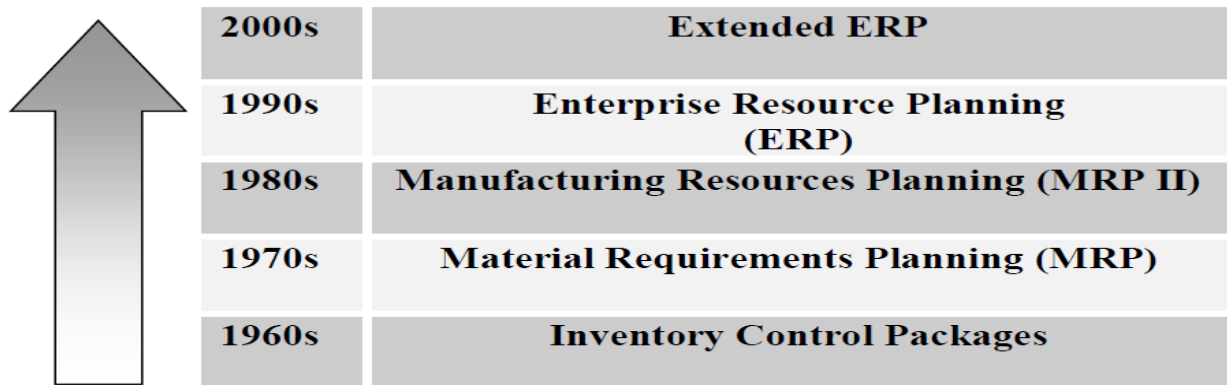 2000s Extended ERP
1990s Enterprise Resource Planning
(ERP)
1980s Manufacturing Resources Planning (MRP II)
1970s Material Requirements Planning (MRP)
1960s Inventory Control Packages